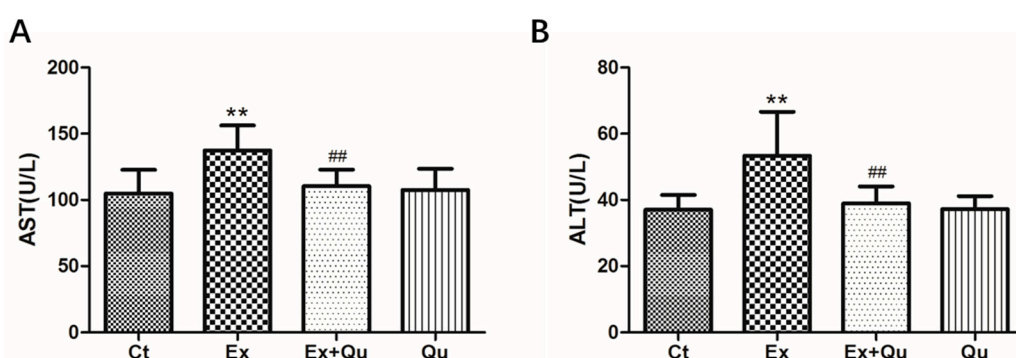 A
AST(U/L)
200
150
100
50
0
**
##
Ct Ex Ex+Qu Qu
B
ALT(U/L)
80
60
40
20
0
**
##
Ct Ex Ex+Qu Qu